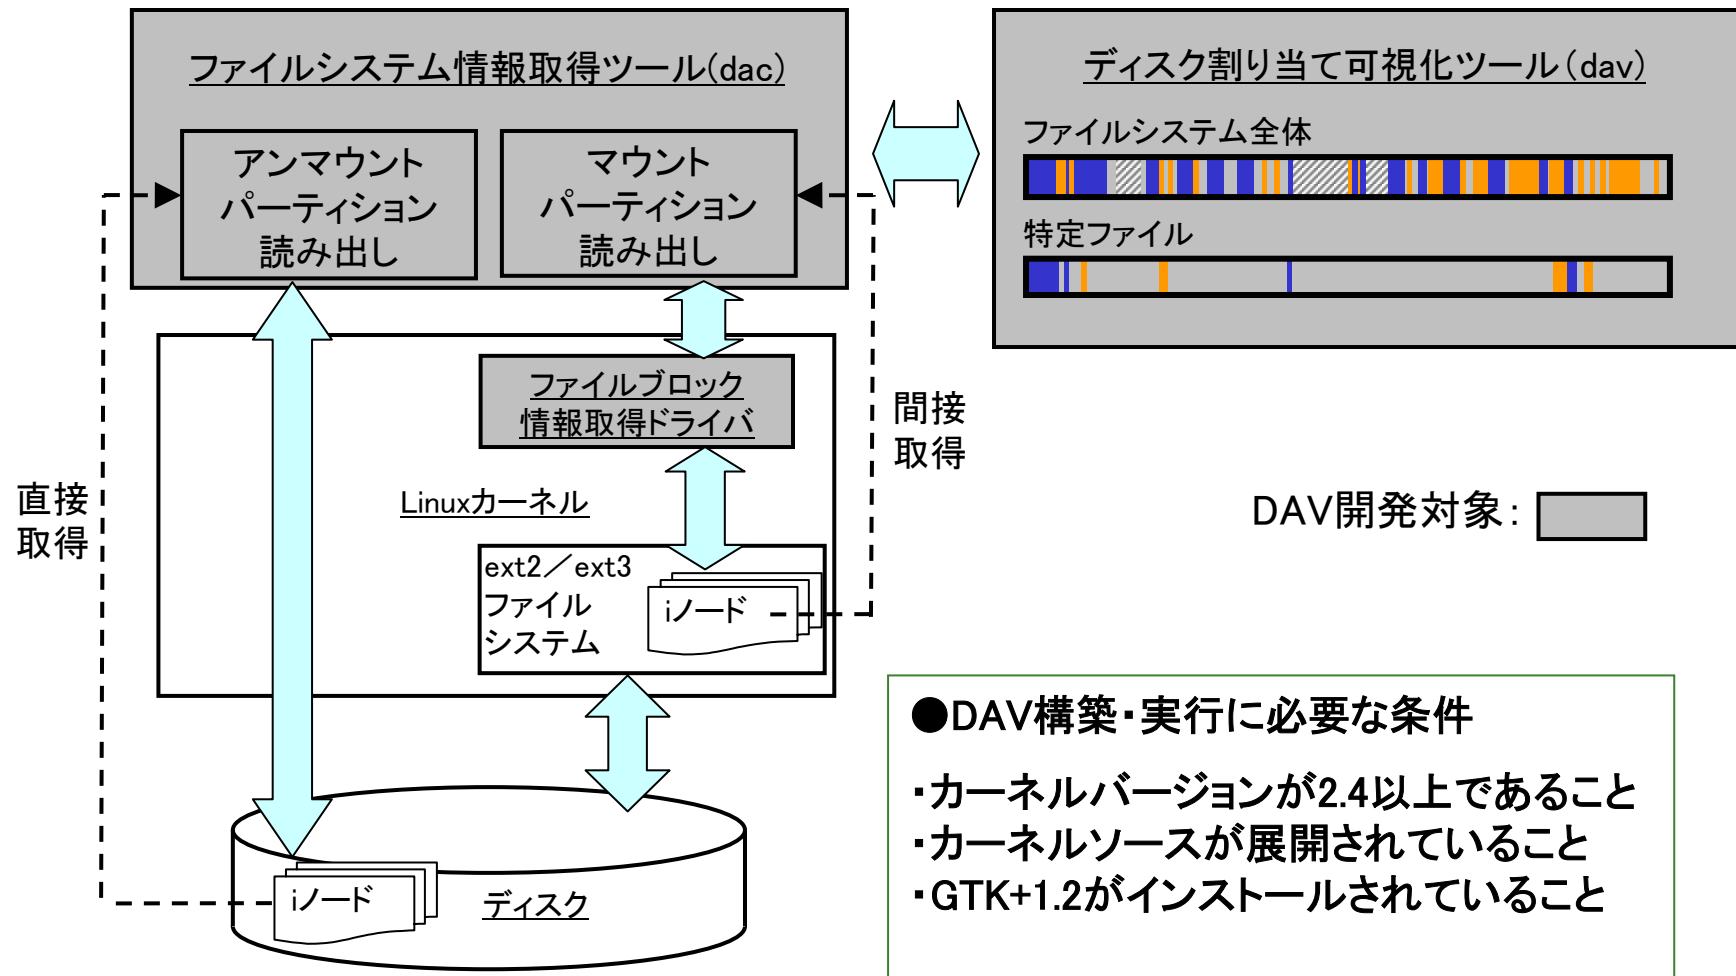 ファイルシステム情報取得ツール(dac)
アンマウント
パーティション
読み出し
マウント
パーティション
読み出し
ディスク割り当て可視化ツール(dav)
ファイルシステム全体
特定ファイル
ファイルブロック
情報取得ドライバ
間接
取得
直接
取得
Linuxカーネル
DAV開発対象:
ext2/ext3
ファイル
システム
iノード
iノード
ディスク
●DAV構築・実行に必要な条件
・カーネルバージョンが2.4以上であること
・カーネルソースが展開されていること
・GTK+1.2がインストールされていること